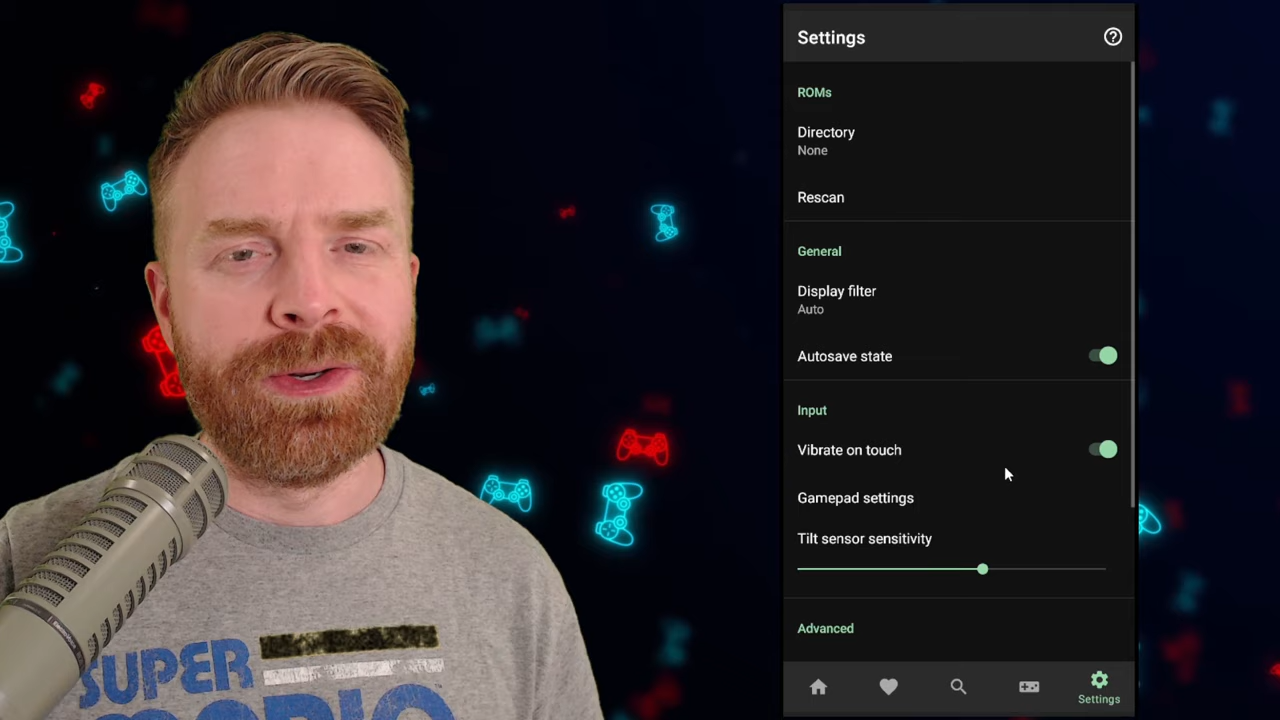 Settings
ROMs
Directory
None
Rescan
General
Display filter
Auto
Autosave state
Input
Vibrate on touch
Gamepad settings
Tilt sensor sensitivity
Advanced
Settings
SUPER
MARIO